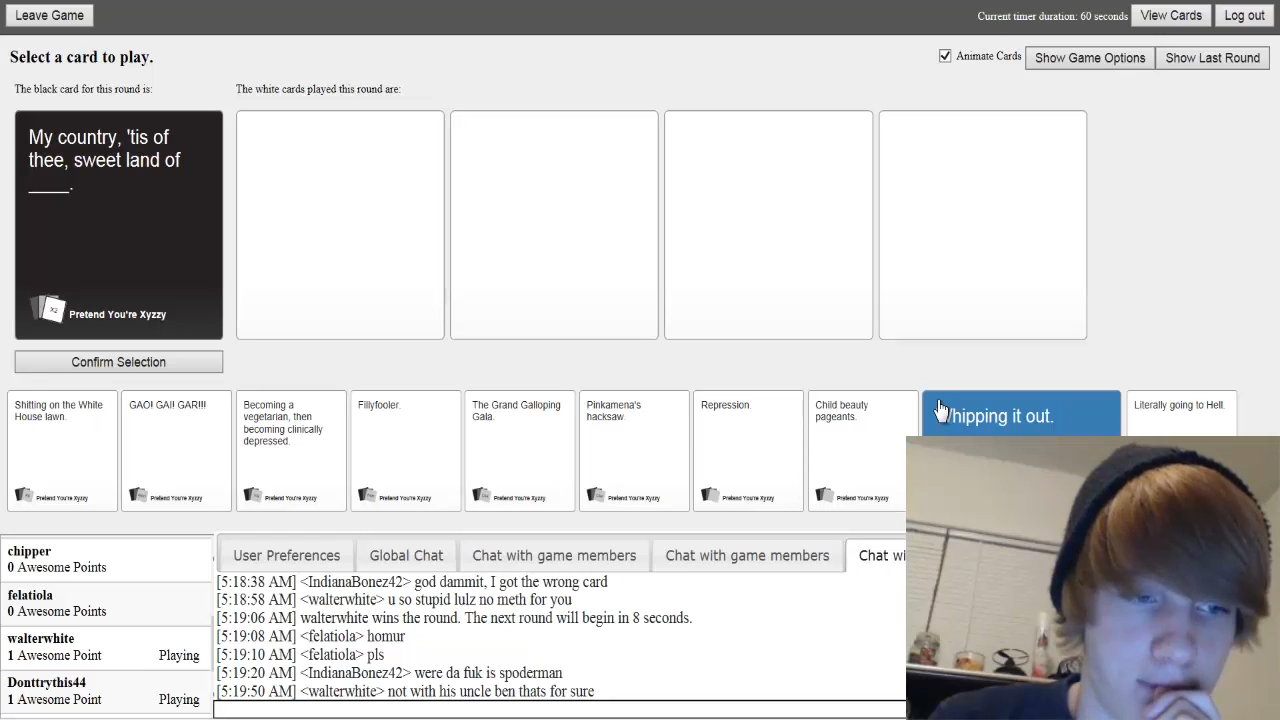 Leave Game
Current timer duration: 60 seconds
View Cards
Log out
Select a card to play.
Animate Cards
Show Game Options
Show Last Round
The black card for this round is:
The white cards played this round are:
My country, 'tis of
thee, sweet land of
____.
Pretend You're Xyzzy
Confirm Selection
Shitting on the White
House lawn.
Pretend You're Xyzzy
GAO! GAI! GAR!!!
Pretend You're Xyzzy
Becoming a
vegetarian, then
becoming clinically
depressed.
Pretend You're Xyzzy
Fillyfooler.
Pretend You're Xyzzy
The Grand Galloping
Gala.
Pretend You're Xyzzy
Pinkamena's
hacksaw.
Pretend You're Xyzzy
Repression.
Pretend You're Xyzzy
Child beauty
pageants.
Pretend You're Xyzzy
Whipping it out.
Literally going to Hell.
chipper
0 Awesome Points
felatiola
0 Awesome Points
walterwhite
1 Awesome Point
Playing
Donttrythis44
1 Awesome Point
Playing
User Preferences
Global Chat
Chat with game members
Chat with game members
Chat wi
[5:18:38 AM] <IndianaBonez42> god dammit, I got the wrong card
[5:18:58 AM] <walterwhite> u so stupid lulz no meth for you
[5:19:06 AM] walterwhite wins the round. The next round will begin in 8 seconds.
[5:19:08 AM] <felatiola> homur
[5:19:10 AM] <felatiola> pls
[5:19:20 AM] <IndianaBonez42> were da fuk is spoderman
[5:19:50 AM] <walterwhite> not with his uncle ben thats for sure